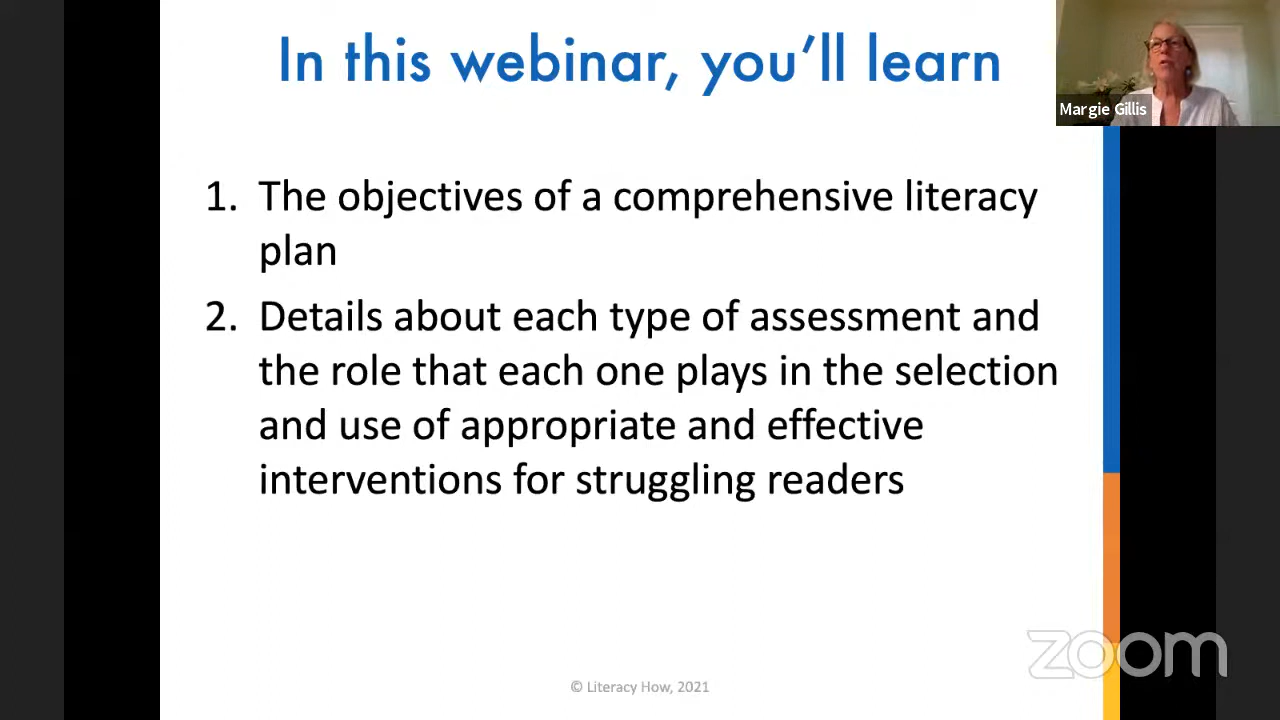 In this webinar, you'll learn
Margie Gillis
1. The objectives of a comprehensive literacy
plan
2. Details about each type of assessment and
the role that each one plays in the selection
and use of appropriate and effective
interventions for struggling readers
zoom
© Literacy How, 2021